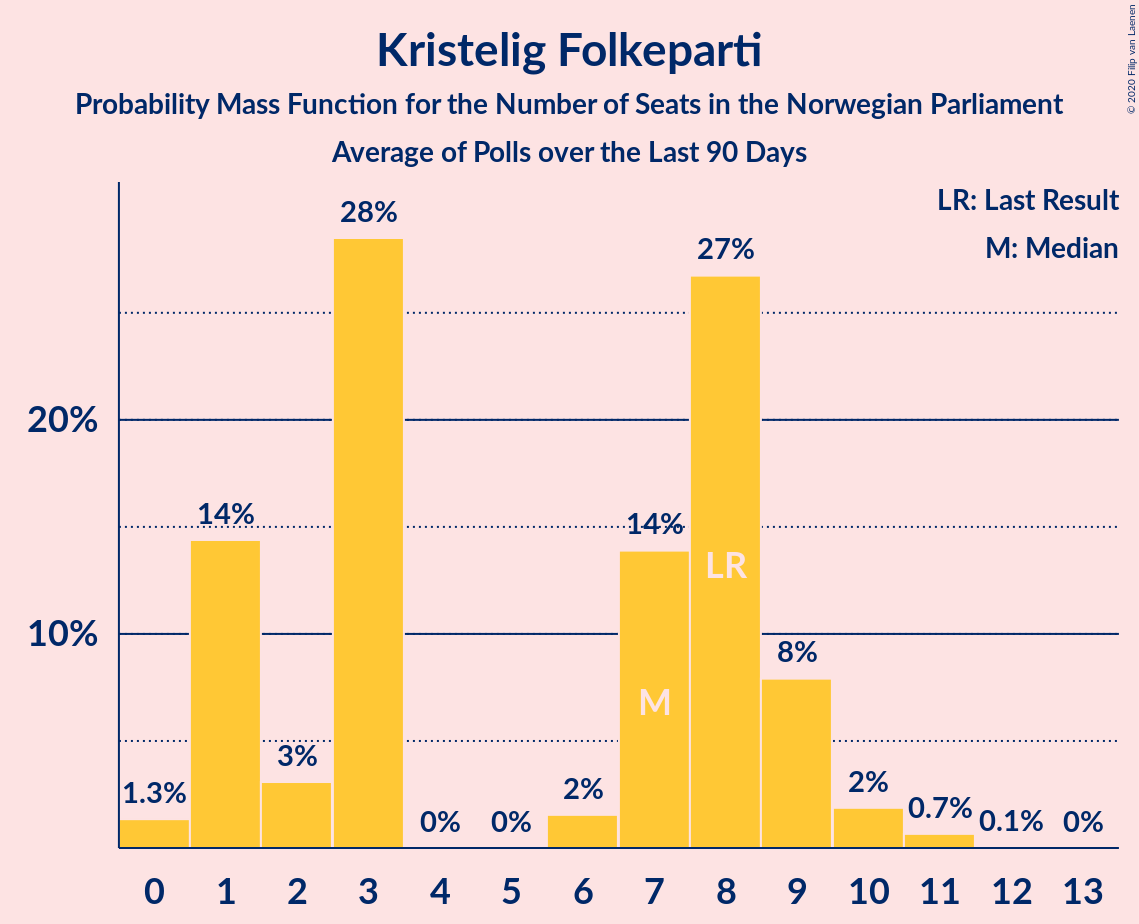 Kristelig Folkeparti
Probability Mass Function for the Number of Seats in the Norwegian Parliament
Average of Polls over the Last 90 Days
© 2020 Filip van Laenen
LR: Last Result
M: Median
28%
27%
20%
14%
14%
LR
10%
8%
M
3%
1.3%
2%
2%
0.7%
0.1%
0%
0%
0%
0 1 2 3 4 5 6 7 8 9 10 11 12 13